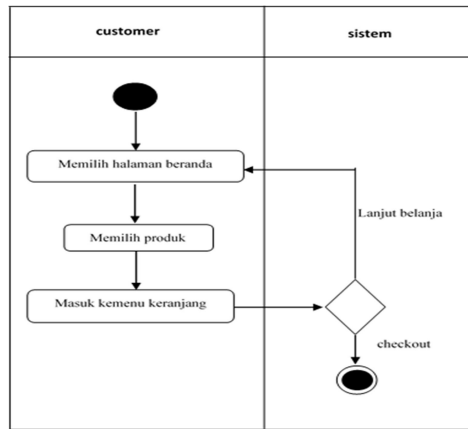 customer
sistem
Memilih halaman beranda
Lanjut belanja
Memilih produk
Masuk kemenu keranjang
checkout